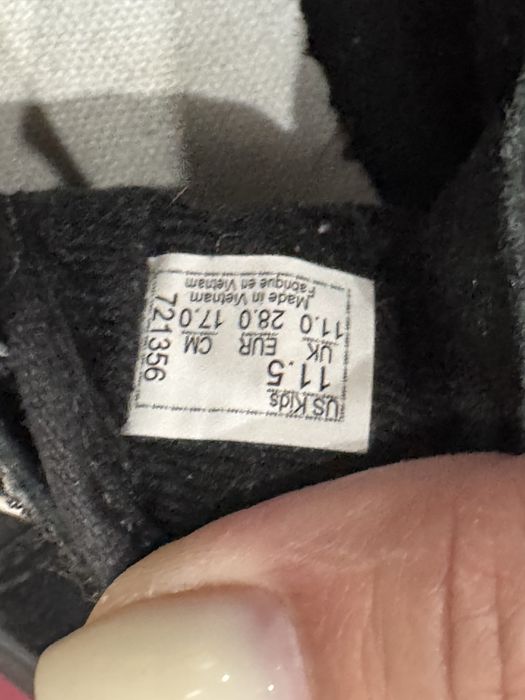 US Kids
11.5
UK EUR CM
11.0 28.0 17.0
Made in Vietnam
Fabriqué en Vietnam
721356